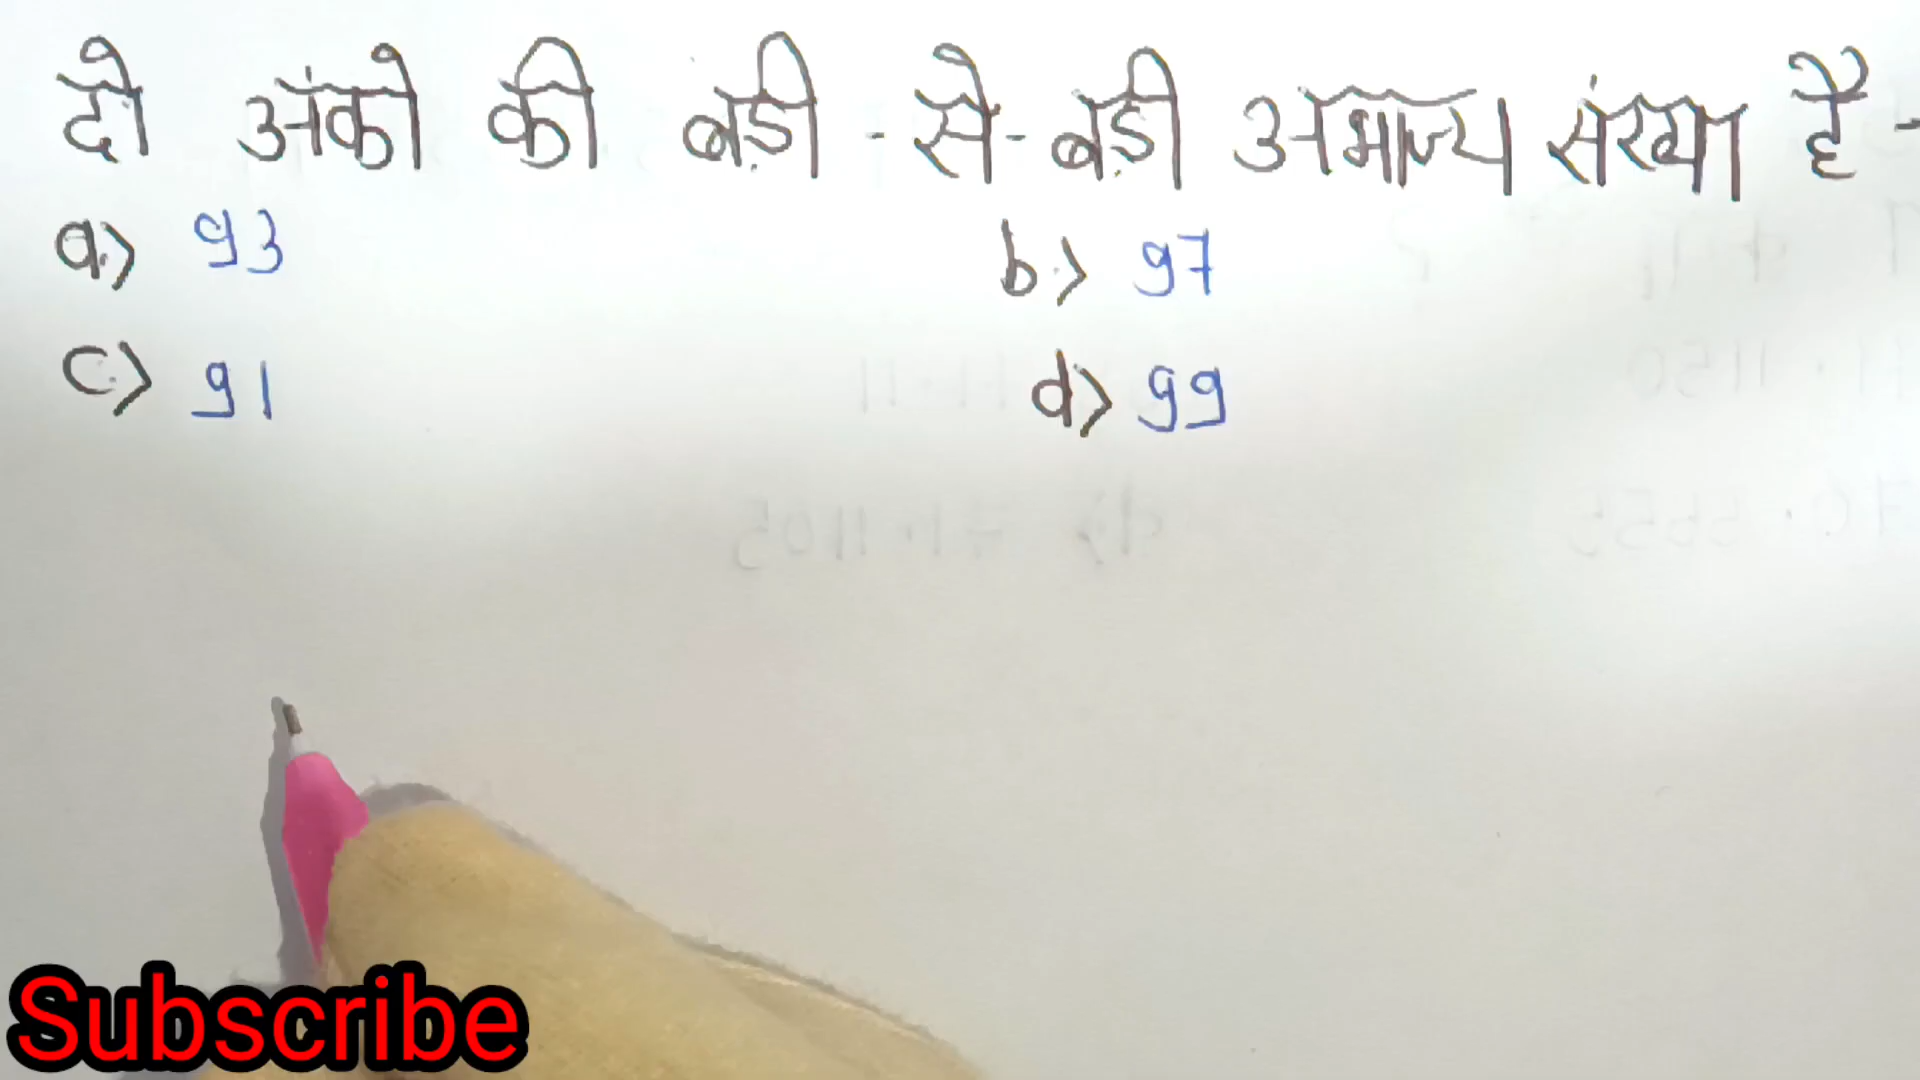 दो अंको की बड़ी-से-बड़ी अभाज्य संख्या है-
a> 93
b> 97
c> 91
d> 99
Subscribe